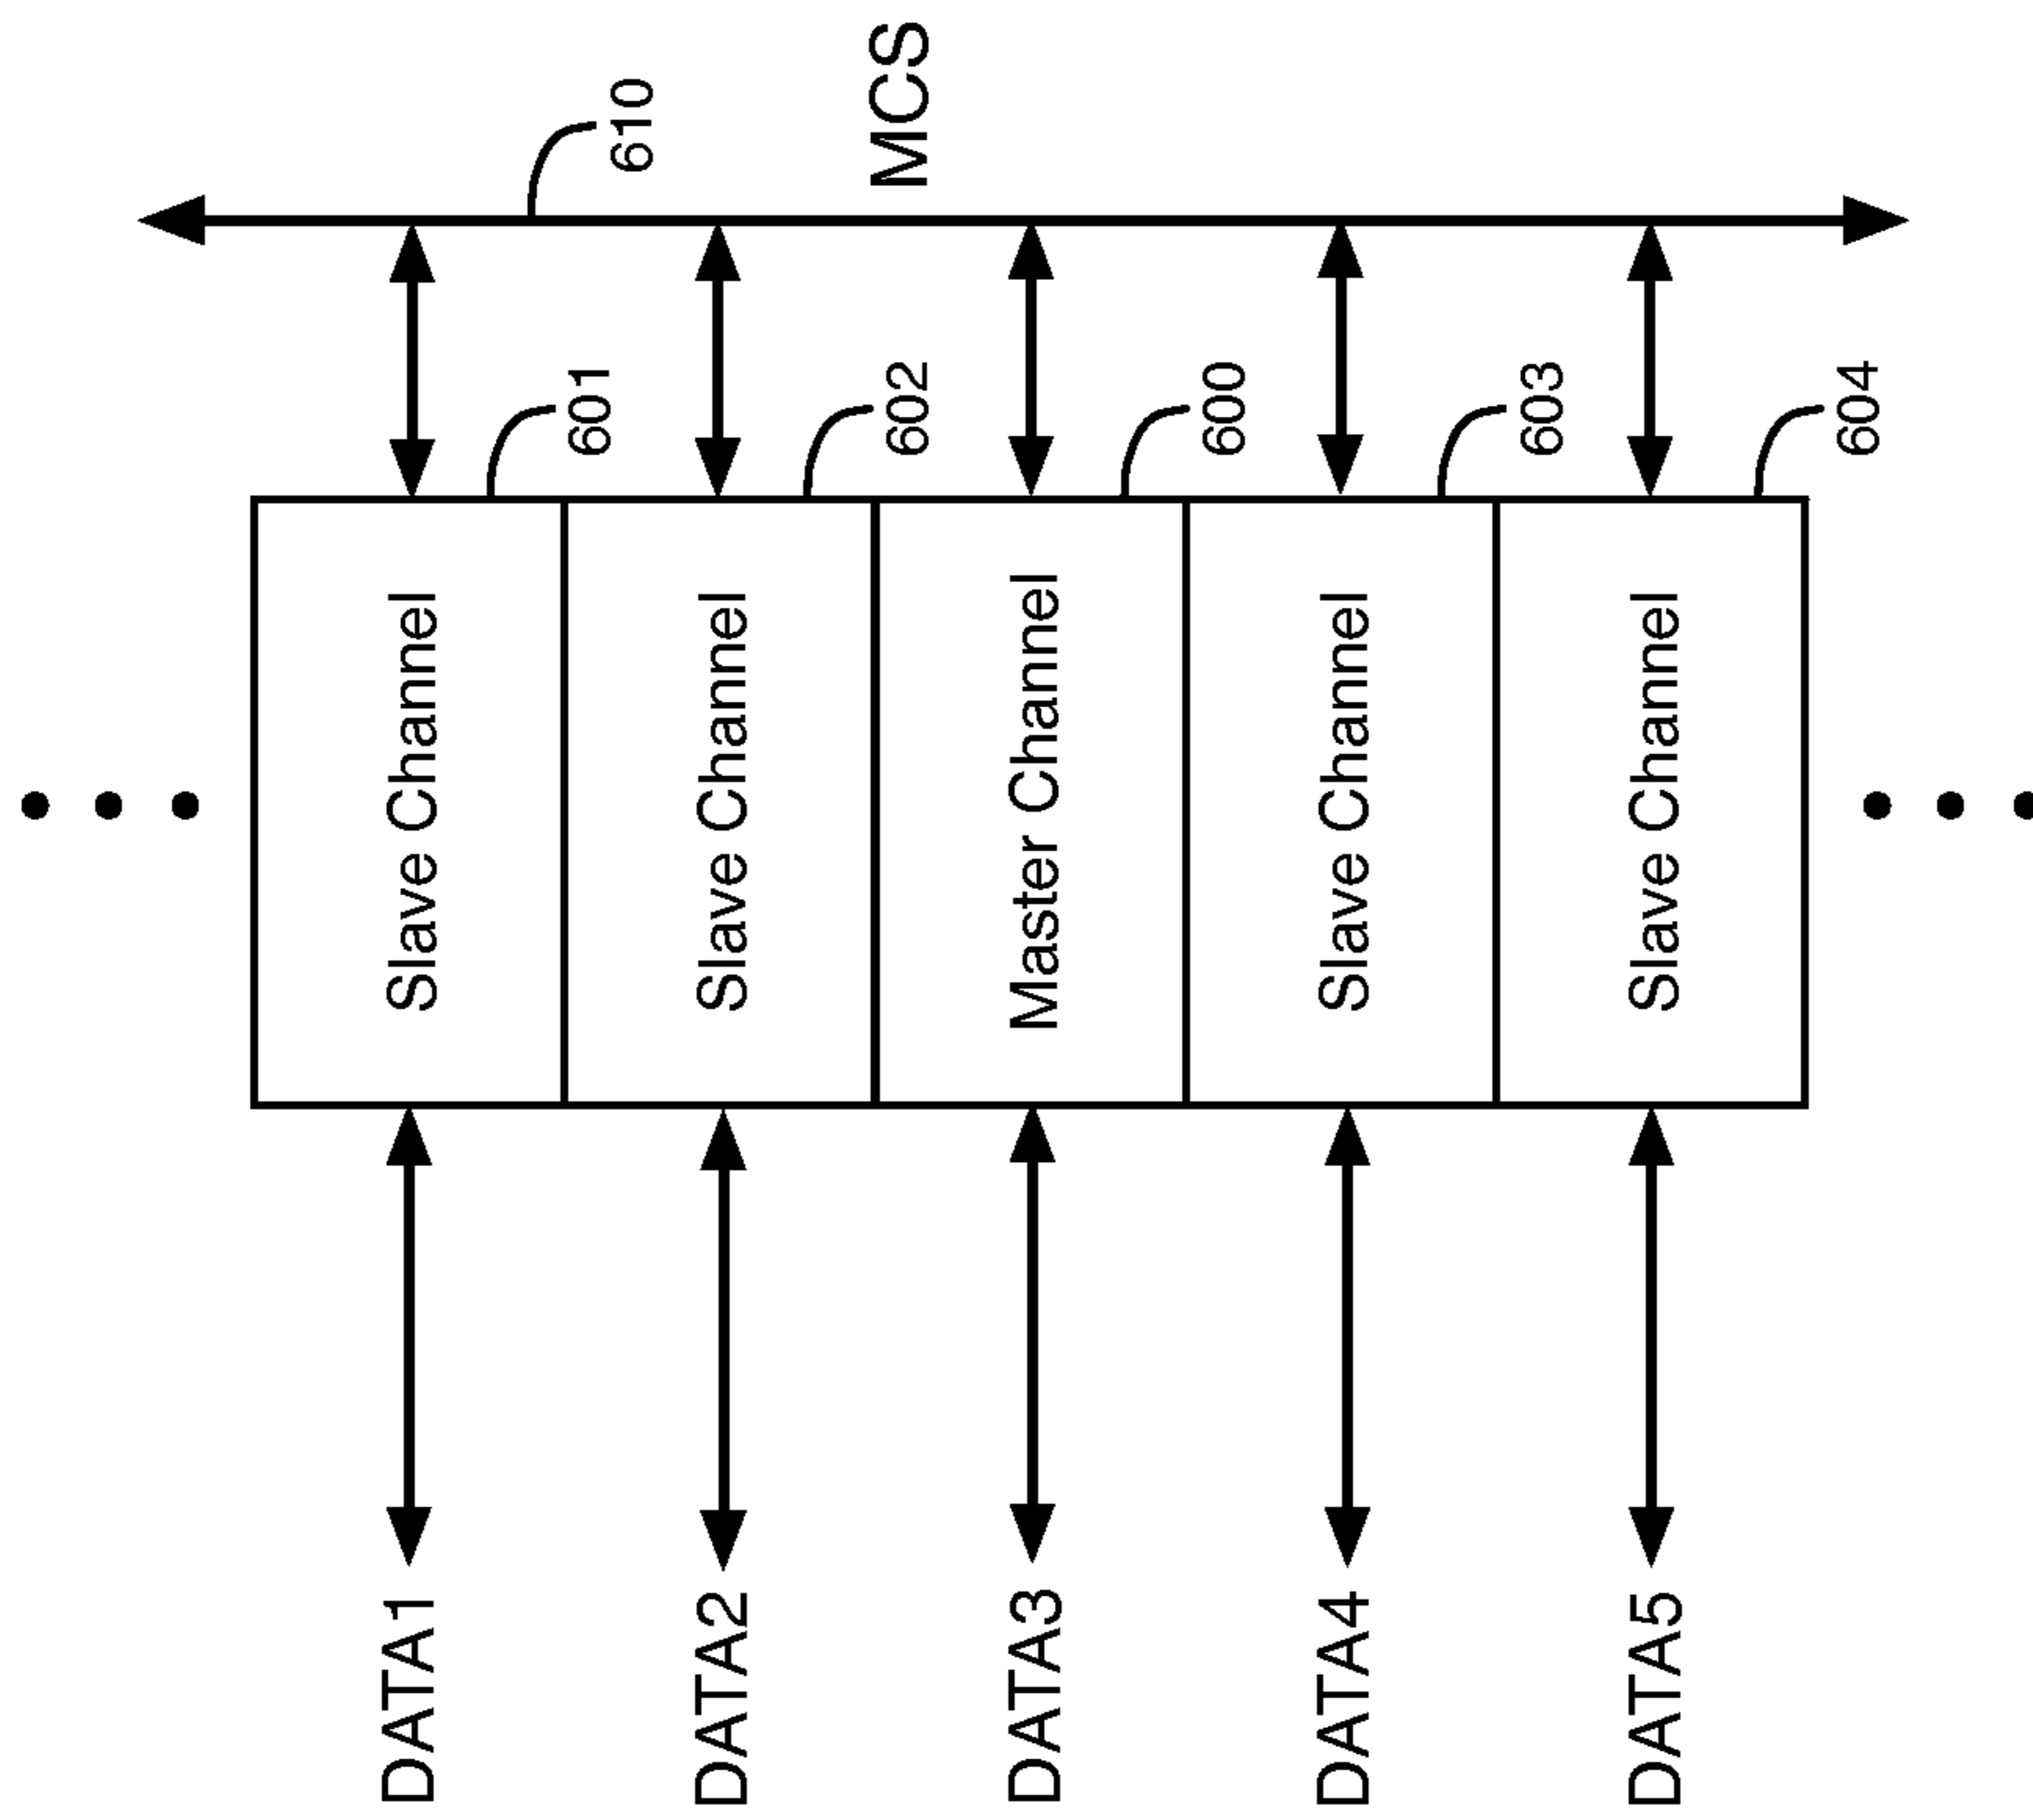 MCS
610
601
602
600
603
604
Slave Channel
Slave Channel
Master Channel
Slave Channel
Slave Channel
DATA1
DATA2
DATA3
DATA4
DATA5